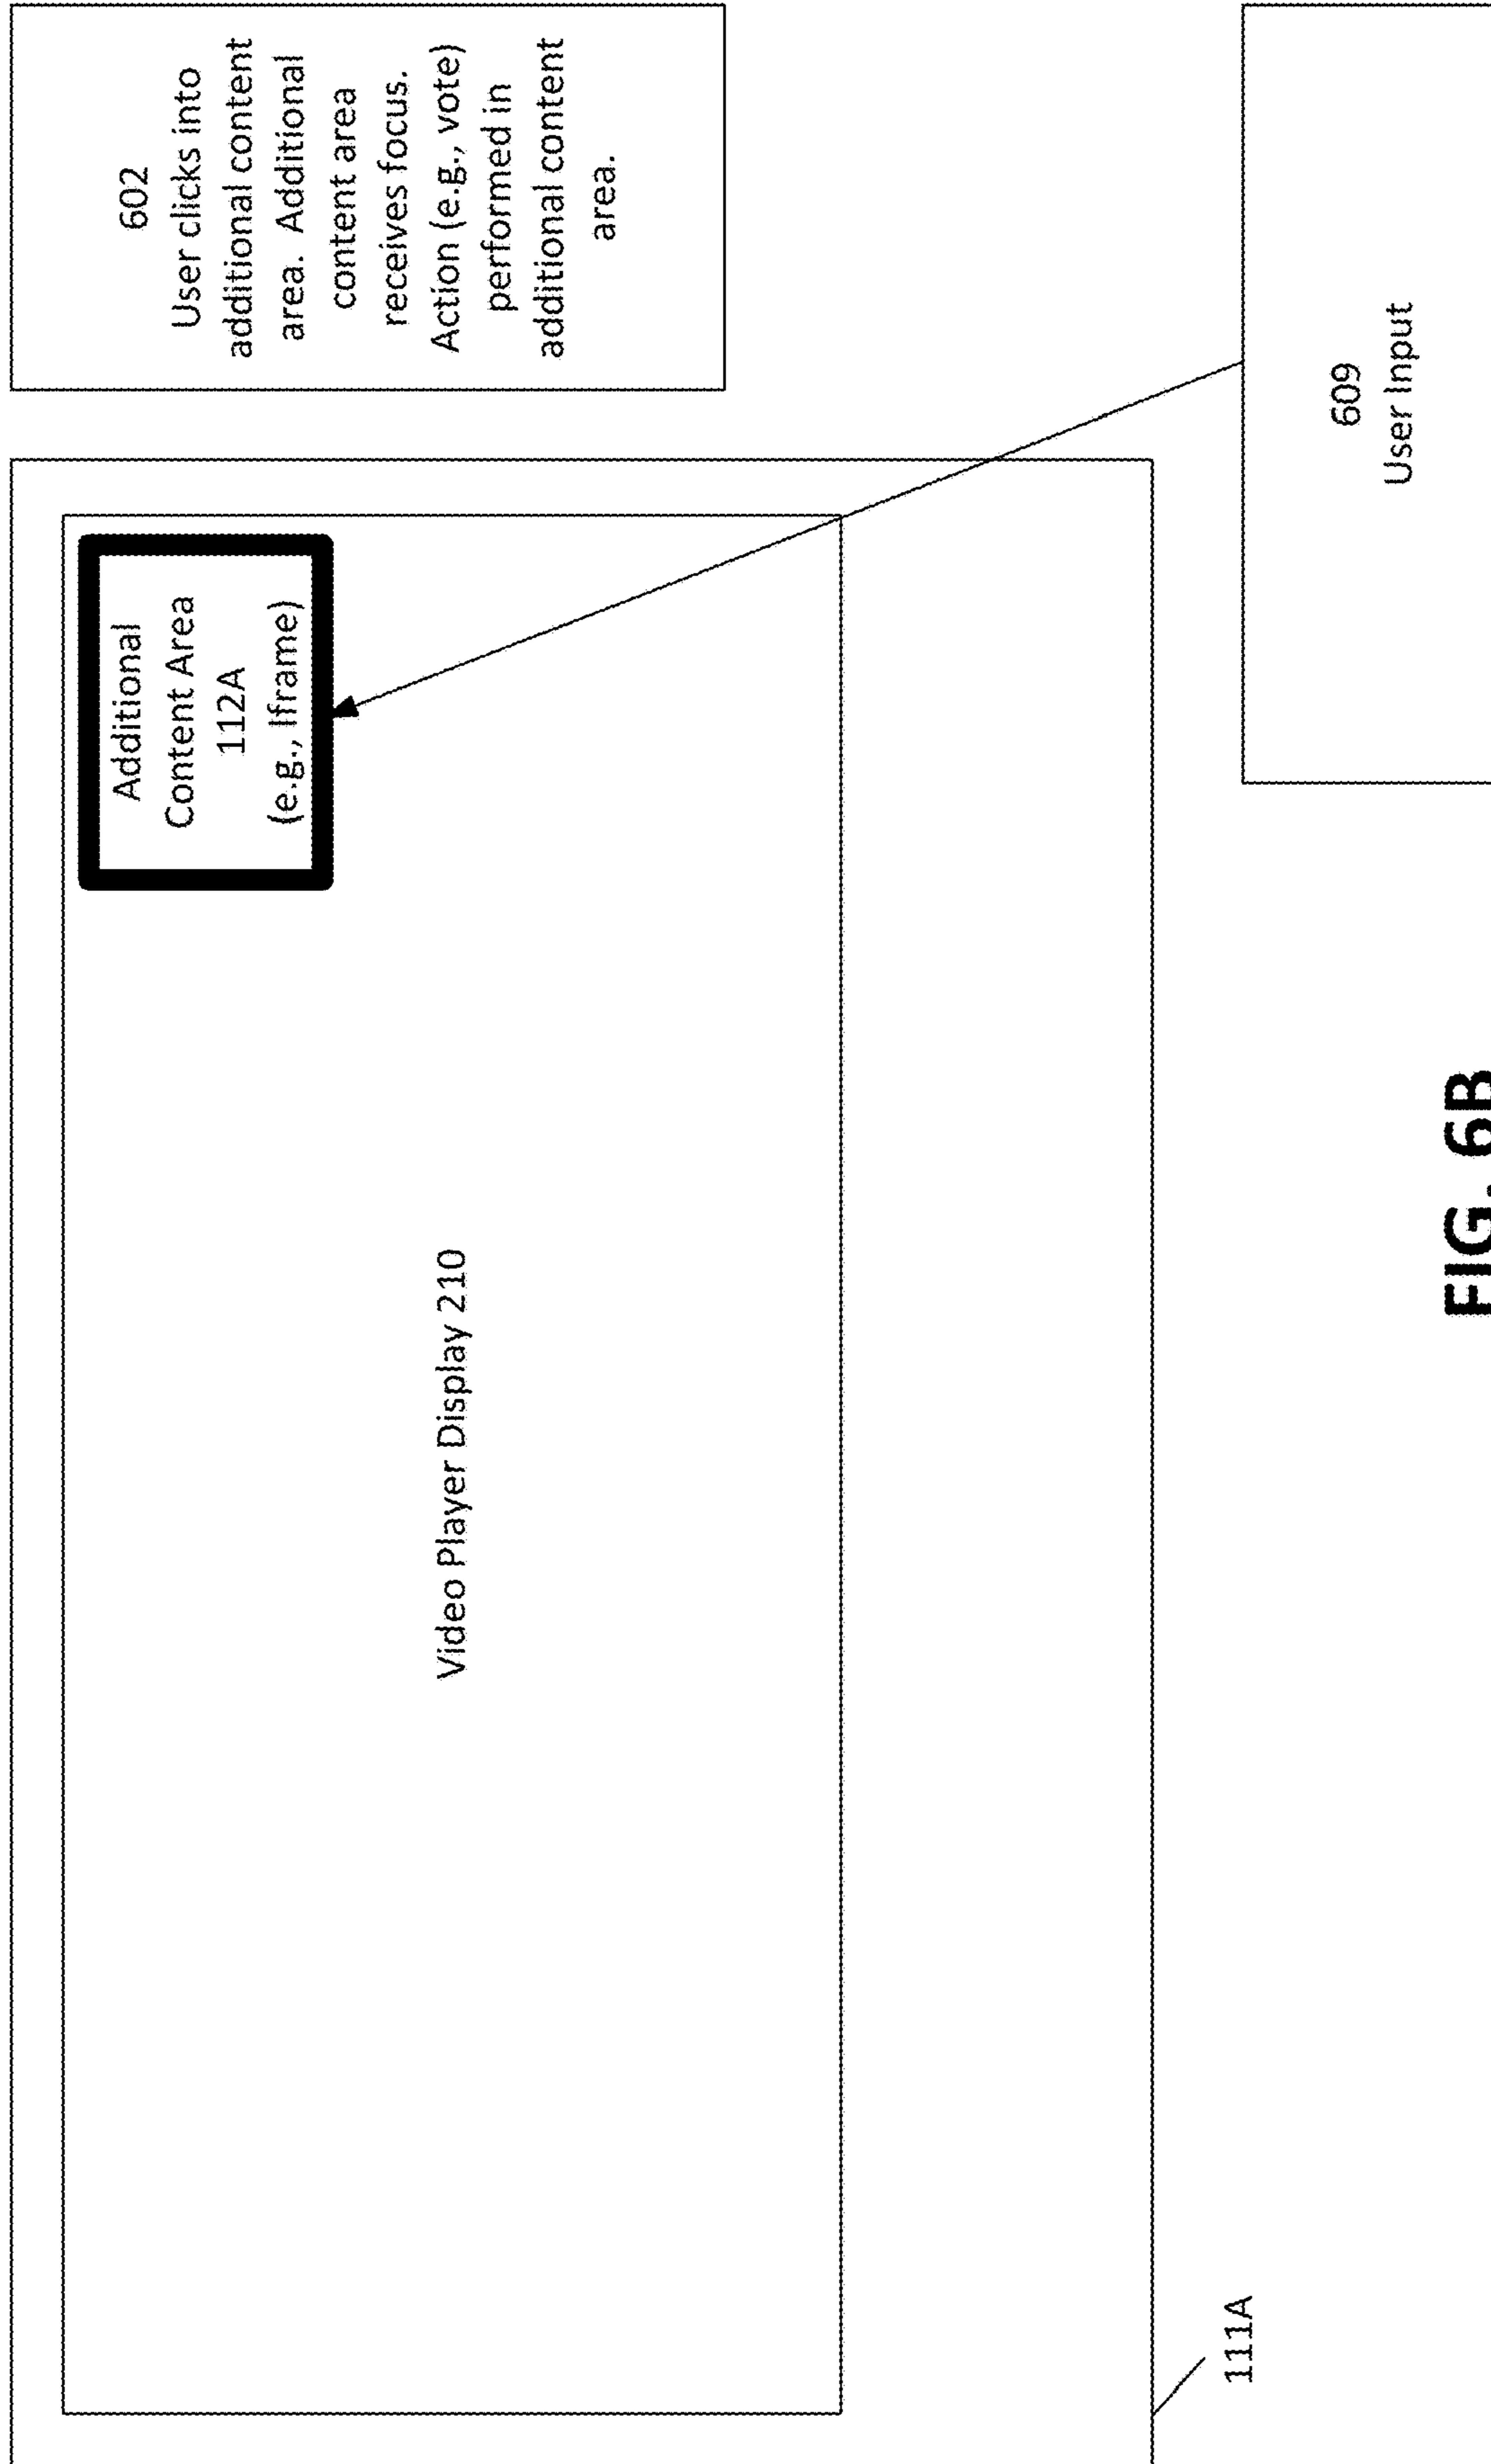 602
User clicks into
additional content
area. Additional
content area
receives focus.
Action (e.g., vote)
performed in
additional content
area.
Additional
Content Area
112A
(e.g., Iframe)
Video Player Display 210
609
User Input
111A
FIG. 6B